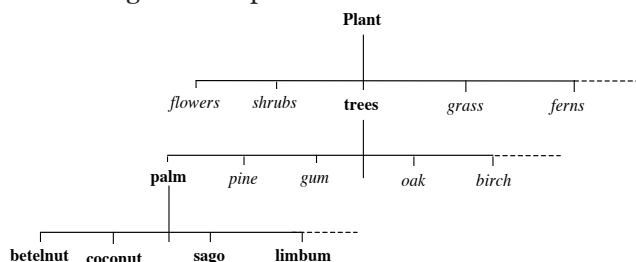 Plant
flowers shrubs trees grass ferns
palm pine gum oak birch
betelnut coconut sago limbum